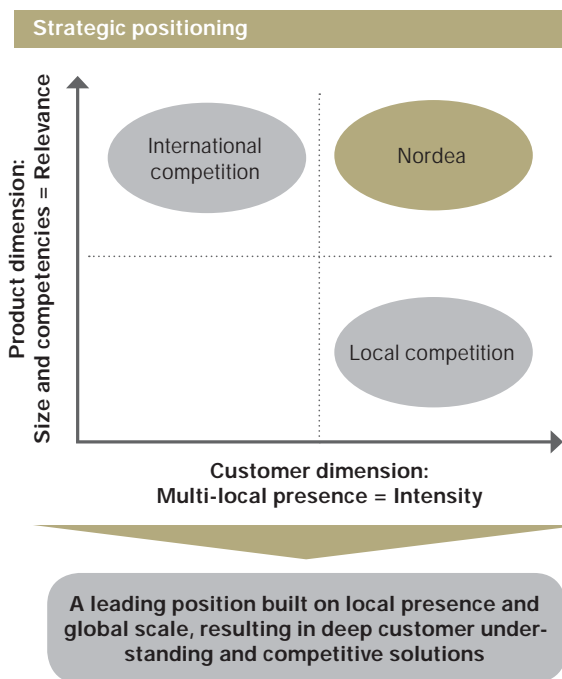 Strategic positioning
Product dimension:
Size and competencies = Relevance
International
competition
Nordea
Local competition
Customer dimension:
Multi-local presence = Intensity
A leading position built on local presence and
global scale, resulting in deep customer under-
standing and competitive solutions